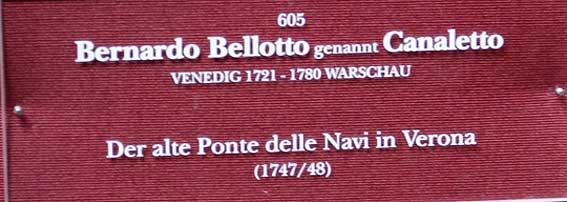 605
Bernardo Bellotto genannt Canaletto
VENEDIG 1721 - 1780 WARSCHAU
Der alte Ponte delle Navi in Verona
(1747/48)